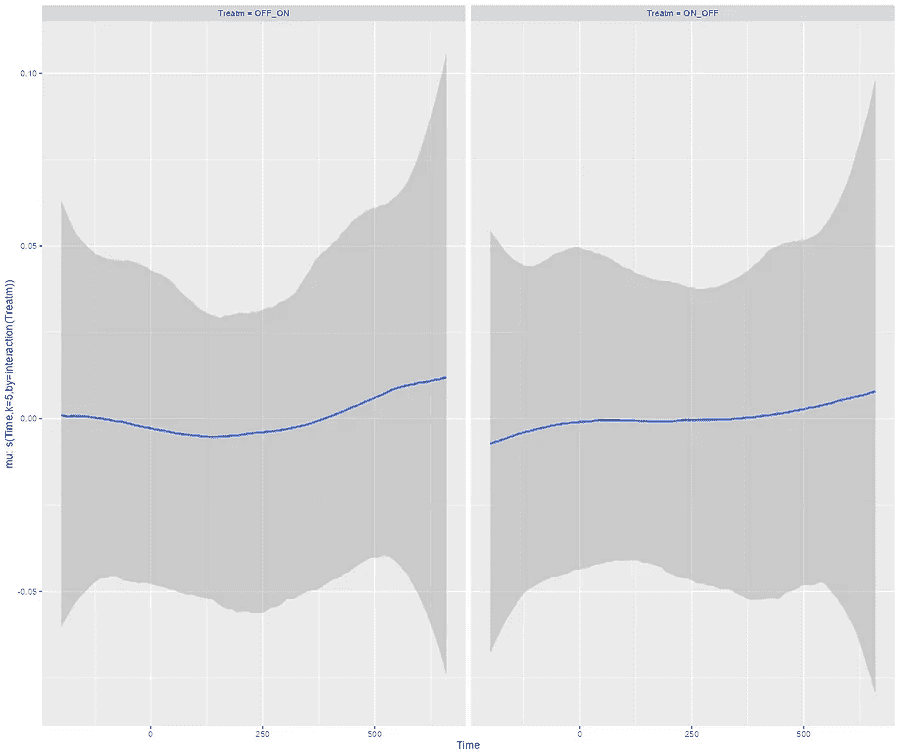 Treatm = OFF_ON
Treatm = ON_OFF
mu: s(Time,k=5,by=interaction(Treatm))
0.10
0.05
0.00
-0.05
0
250
500
0
250
500
Time